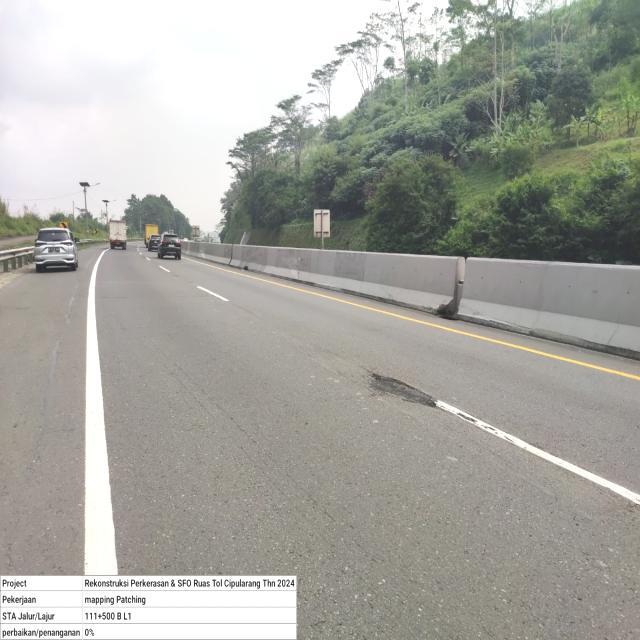 Project Rekonstruksi Perkerasan & SFO Ruas Tol Cipularang Thn 2024
Pekerjaan mapping Patching
STA Jalur/Lajur 111+500 B L1
perbaikan/penanganan 0%